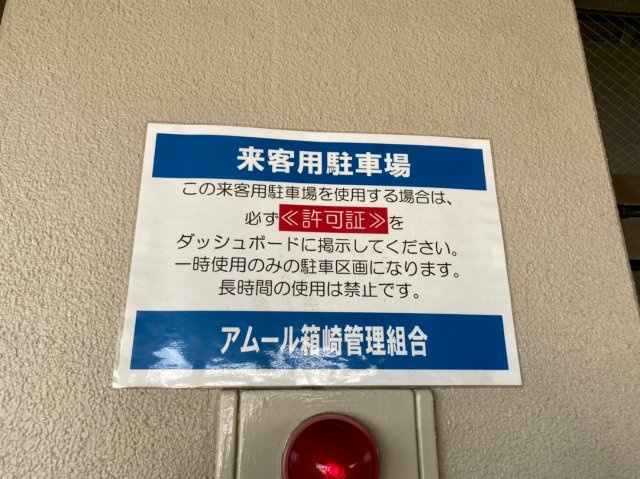 来客用駐車場
この来客用駐車場を使用する場合は、
必ず≪許可証≫を
ダッシュボードに掲示してください。
一時使用のみの駐車区画になります。
長時間の使用は禁止です。
アムール箱崎管理組合